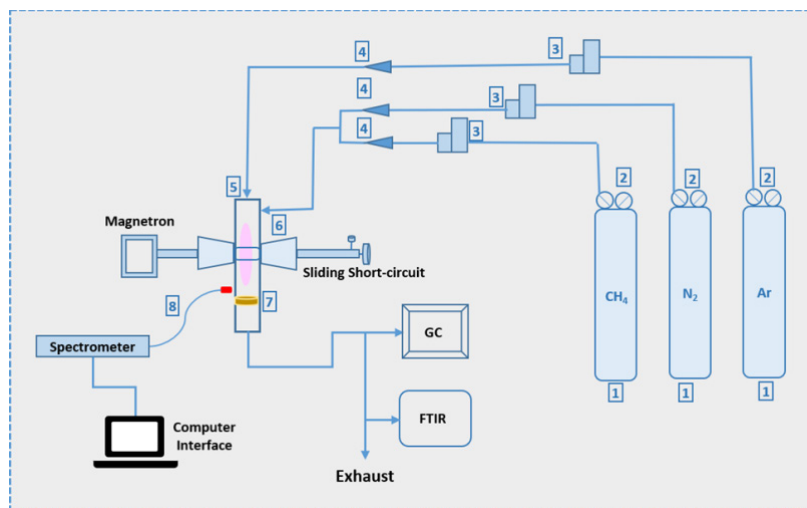 4
3
4
3
4
3
5
2
2
2
6
Magnetron
Sliding Short-circuit
CH₄
N₂
Ar
8
7
GC
Spectrometer
1
1
1
FTIR
Computer
Interface
Exhaust